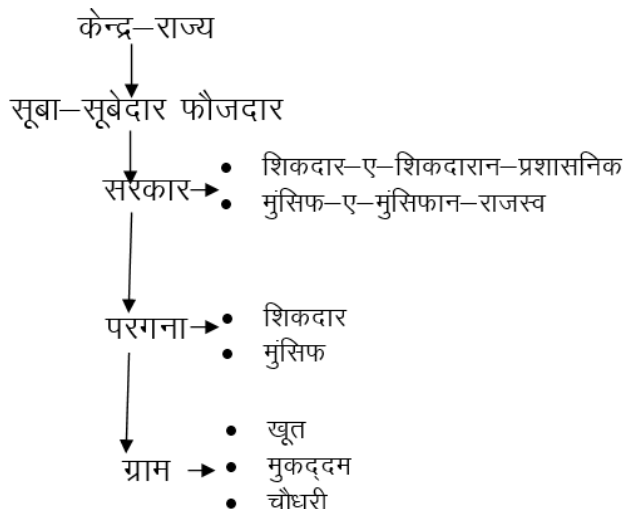 केन्द्र–राज्य
सूबा–सूबेदार फौजदार
सरकार
• शिकदार–ए–शिकदारान–प्रशासनिक
• मुंसिफ–ए–मुंसिफान–राजस्व
परगना
• शिकदार
• मुंसिफ
ग्राम
• खूत
• मुकद्दम
• चौधरी